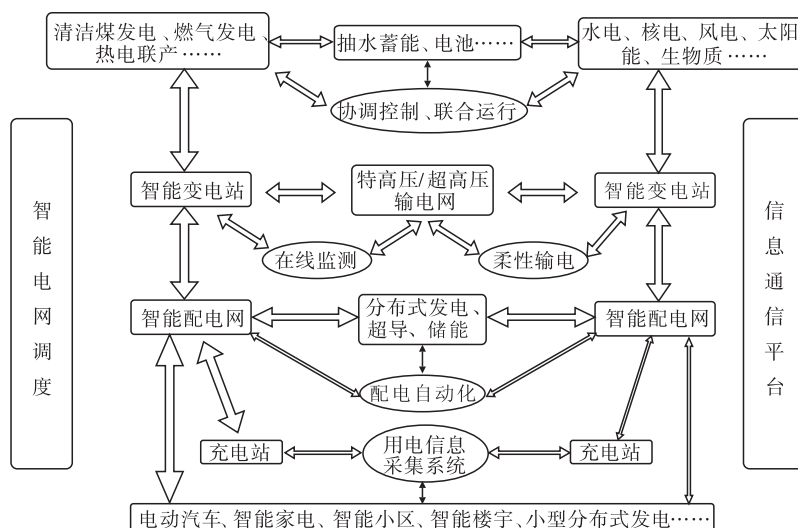 清洁煤发电、燃气发电、
热电联产……
抽水蓄能、电池……
水电、核电、风电、太阳
能、生物质……
协调控制、联合运行
智能变电站
特高压/超高压
输电网
智能变电站
在线监测
柔性输电
智能电网调度
信息通信平台
智能配电网
分布式发电、
超导、储能
智能配电网
配电自动化
充电站
用电信息
采集系统
充电站
电动汽车、智能家电、智能小区、智能楼宇、小型分布式发电……